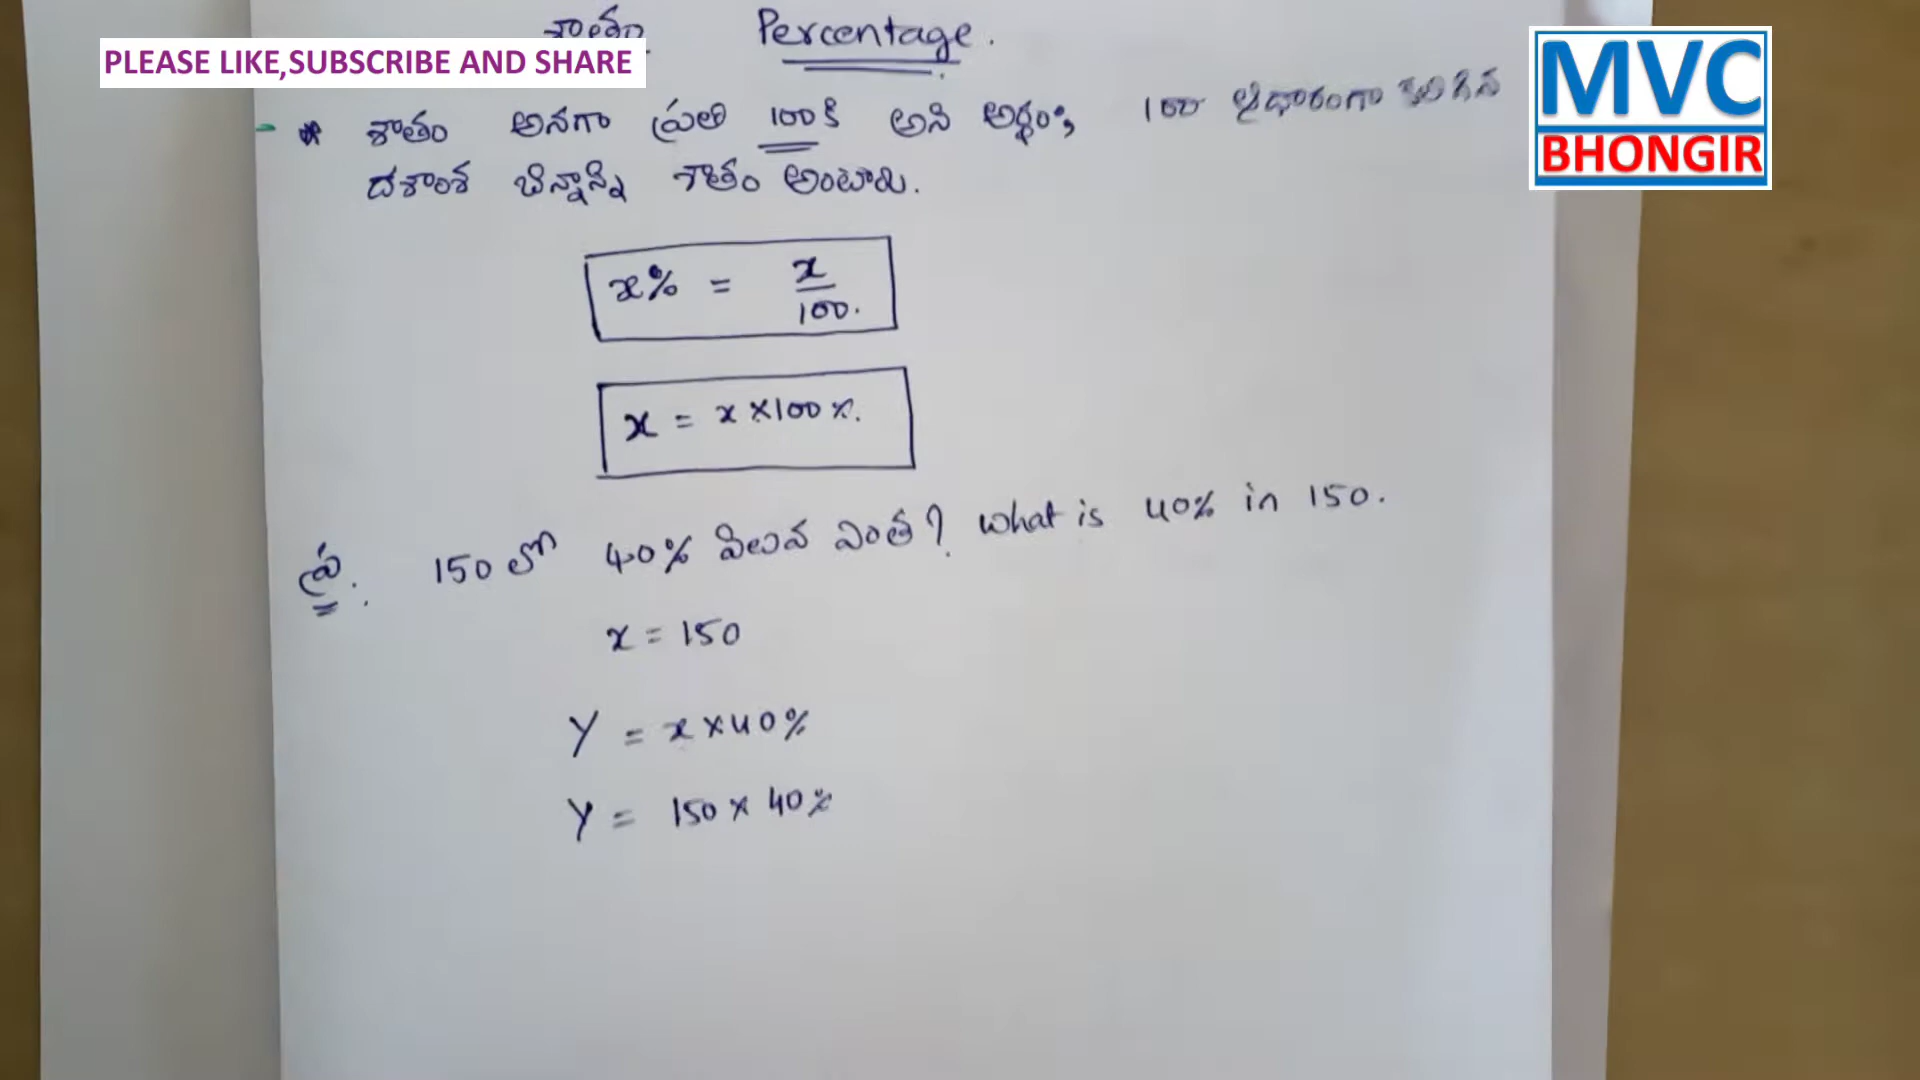 శాతం Percentage.
PLEASE LIKE,SUBSCRIBE AND SHARE
MVC
BHONGIR
* శాతం అనగా ప్రతి 100కి అని అర్థం; 100 ఆధారంగా కలిగిన
దశాంశ భిన్నాన్ని శాతం అంటారు.
x% = x/100.
x = x × 100%.
ప్ర. 150 లో 40% విలువ ఎంత? what is 40% in 150.
x = 150
Y = x × 40%
Y = 150 × 40%